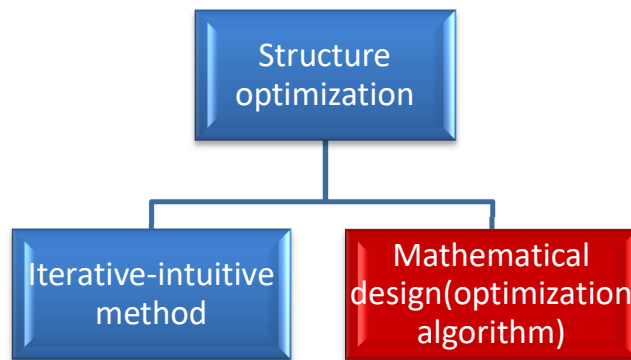 Structure
optimization
Iterative-intuitive
method
Mathematical
design(optimization
algorithm)